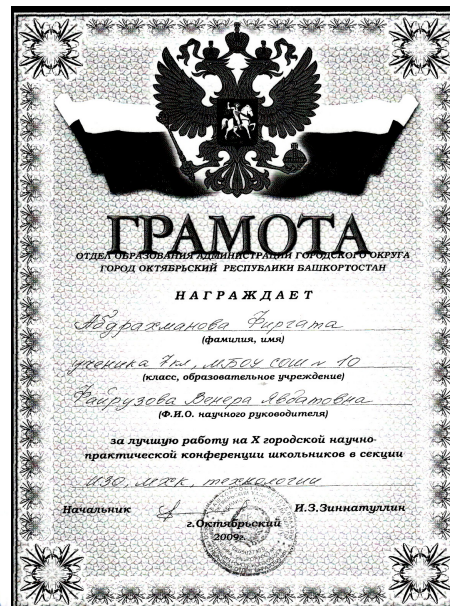 ГРАМОТА
ОТДЕЛ ОБРАЗОВАНИЯ АДМИНИСТРАЦИИ ГОРОДСКОГО ОКРУГА
ГОРОД ОКТЯБРЬСКИЙ РЕСПУБЛИКИ БАШКОРТОСТАН
НАГРАЖДАЕТ
Абдрахманова Фиргата
(фамилия, имя)
ученика 7кл, МБОУ СОШ № 10
(класс, образовательное учреждение)
Файрузова Венера Явдатовна
(Ф.И.О. научного руководителя)
за лучшую работу на X городской научно-
практической конференции школьников в секции
ИЗО, МХК, технологии
Начальник И.З.Зиннатуллин
г.Октябрьский
2009г.